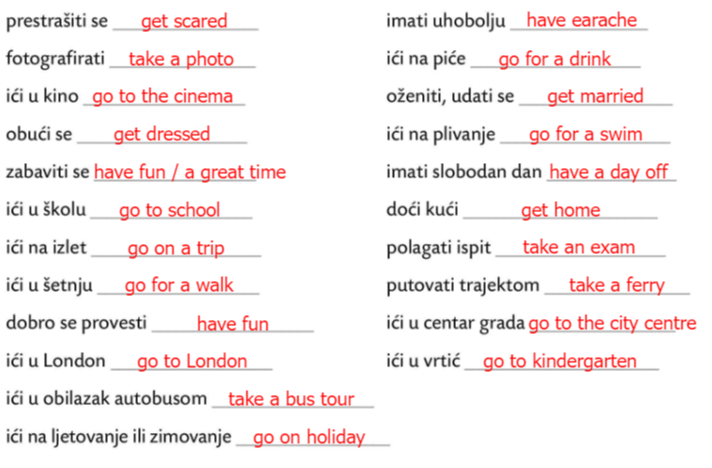 prestrašiti se get scared
fotografirati take a photo
ići u kino go to the cinema
obući se get dressed
zabaviti se have fun / a great time
ići u školu go to school
ići na izlet go on a trip
ići u šetnju go for a walk
dobro se provesti have fun
ići u London go to London
ići u obilazak autobusom take a bus tour
ići na ljetovanje ili zimovanje go on holiday
imati uhobolju have earache
ići na piće go for a drink
oženiti, udati se get married
ići na plivanje go for a swim
imati slobodan dan have a day off
doći kući get home
polagati ispit take an exam
putovati trajektom take a ferry
ići u centar grada go to the city centre
ići u vrtić go to kindergarten